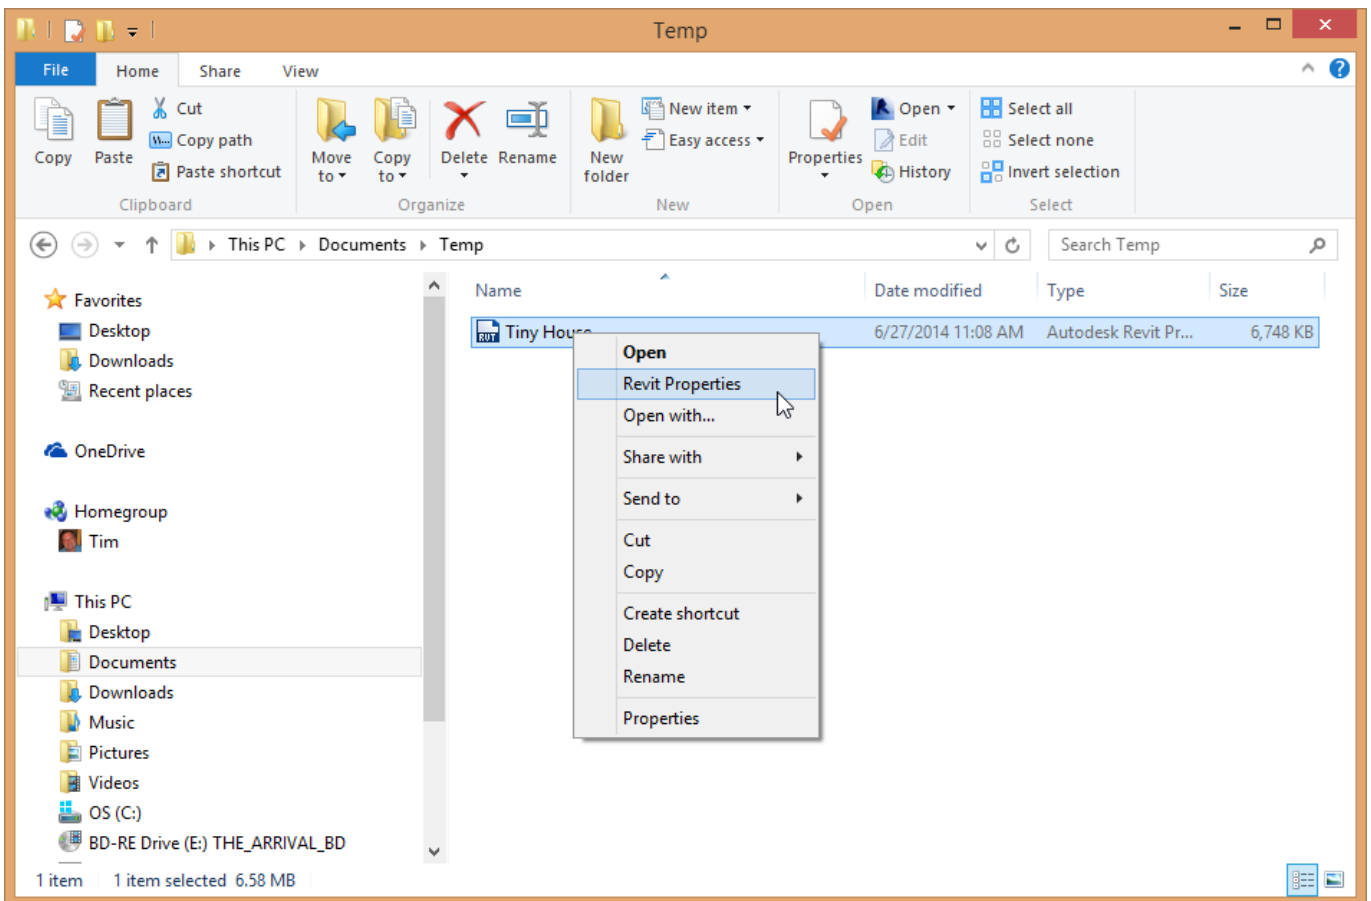 Temp
File Home Share View
Copy
Paste
Cut
Copy path
Paste shortcut
Clipboard
Move to
Copy to
Delete
Rename
Organize
New folder
New item
Easy access
New
Properties
Open
Edit
History
Open
Select all
Select none
Invert selection
Select
This PC Documents Temp
Search Temp
Favorites
Desktop
Downloads
Recent places
OneDrive
Homegroup
Tim
This PC
Desktop
Documents
Downloads
Music
Pictures
Videos
OS (C:)
BD-RE Drive (E:) THE_ARRIVAL_BD
Name Date modified Type Size
Tiny House 6/27/2014 11:08 AM Autodesk Revit Pr... 6,748 KB
Open
Revit Properties
Open with...
Share with
Send to
Cut
Copy
Create shortcut
Delete
Rename
Properties
1 item 1 item selected 6.58 MB